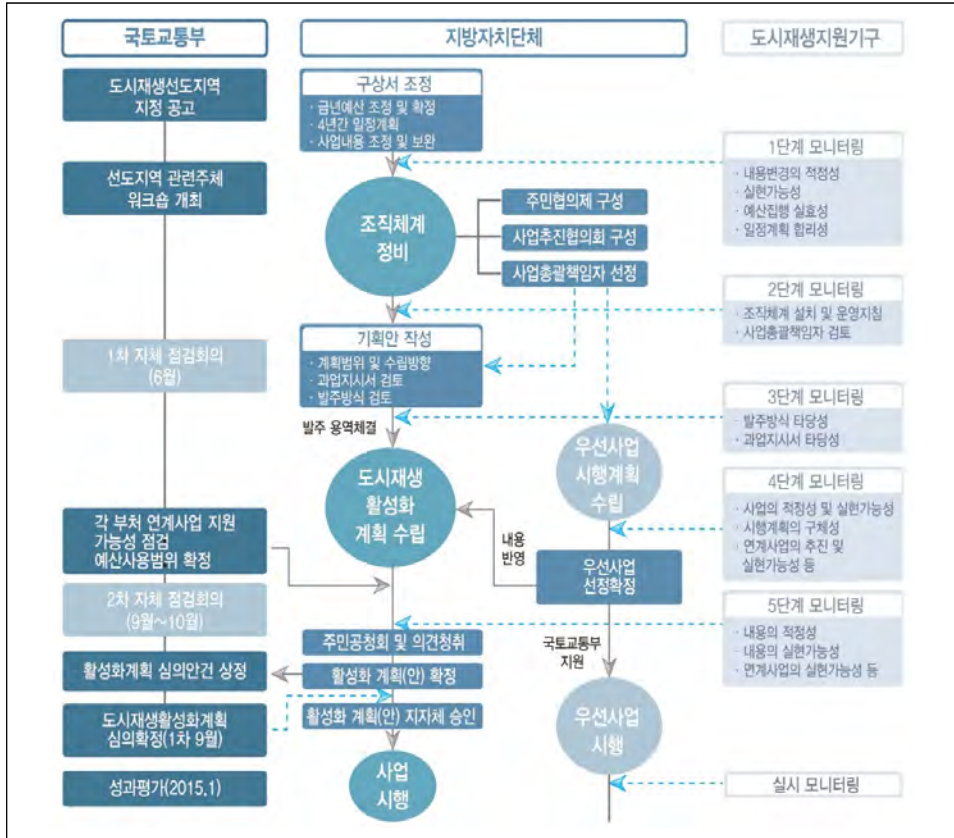 국토교통부
도시재생선도지역
지정 공고
선도지역 관련주체
워크숍 개최
1차 자체 점검회의
(6월)
각 부처 연계사업 지원
가능성 점검
예산사용범위 확정
2차 자체 점검회의
(9월~10월)
활성화계획 심의안건 상정
도시재생활성화계획
심의확정(1차 9월)
성과평가(2015.1)
지방자치단체
구상서 조정
· 금년예산 조정 및 확정
· 4년간 일정계획
· 사업내용 조정 및 보완
조직체계
정비
주민협의체 구성
사업추진협의회 구성
사업총괄책임자 선정
기획안 작성
· 계획범위 및 수립방향
· 과업지시서 검토
· 발주방식 검토
발주 용역체결
도시재생
활성화
계획 수립
우선사업
시행계획
수립
내용
반영
우선사업
선정확정
주민공청회 및 의견청취
활성화 계획(안) 확정
활성화 계획(안) 지자체 승인
사업
시행
국토교통부
지원
우선사업
시행
도시재생지원기구
1단계 모니터링
· 내용변경의 적정성
· 실현가능성
· 예산집행 실효성
· 일정계획 합리성
2단계 모니터링
· 조직체계 설치 및 운영지침
· 사업총괄책임자 검토
3단계 모니터링
· 발주방식 타당성
· 과업지시서 타당성
4단계 모니터링
· 사업의 적정성 및 실현가능성
· 시행계획의 구체성
· 연계사업의 추진 및
실현가능성 등
5단계 모니터링
· 내용의 적정성
· 내용의 실현가능성
· 연계사업의 실현가능성 등
실시 모니터링